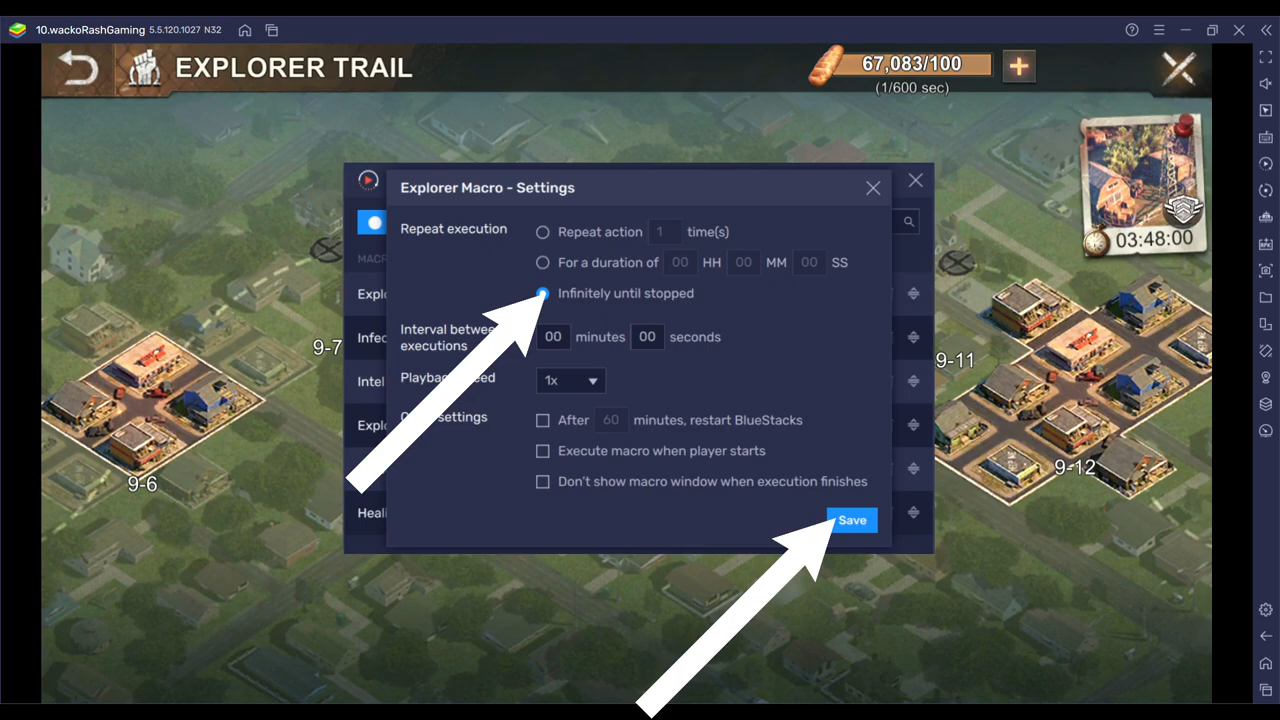 10.wackoRashGaming 5.5.120.1027 N32
EXPLORER TRAIL
67,083/100
(1/600 sec)
03:48:00
Explorer Macro - Settings
Repeat execution
Repeat action 1 time(s)
For a duration of 00 HH 00 MM 00 SS
Infinitely until stopped
Interval betwee
executions
00 minutes 00 seconds
Playba eed
1x
settings
After 60 minutes, restart BlueStacks
Execute macro when player starts
Don't show macro window when execution finishes
Save
MACR
Explo
Infec
Intel
Explo
Heali
9-7
9-6
9-11
9-12